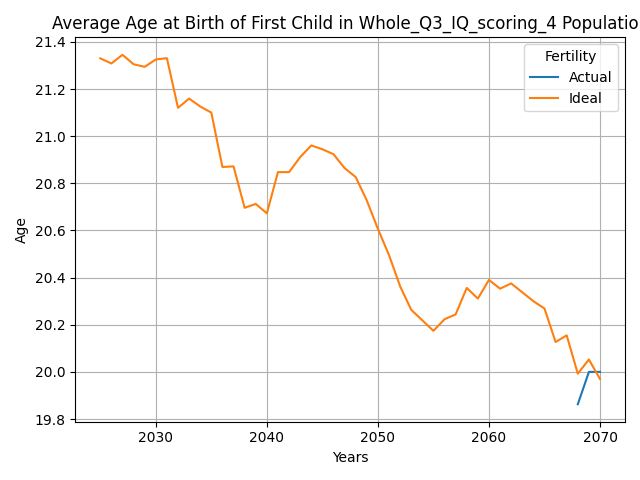 Average Age at Birth of First Child in Whole_Q3_IQ_scoring_4 Populatio
21.4
21.2
21.0
20.8
20.6
20.4
20.2
20.0
19.8
Age
Fertility
Actual
Ideal
2030 2040 2050 2060 2070
Years